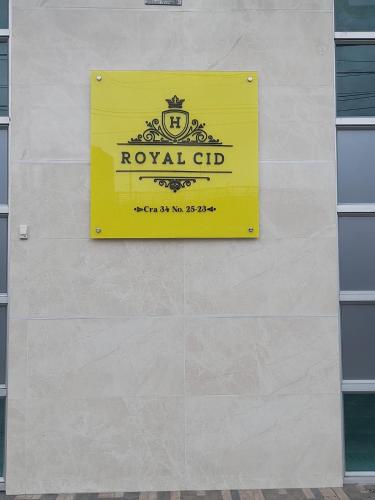 H
ROYAL CID
Cra 34 No. 25-23